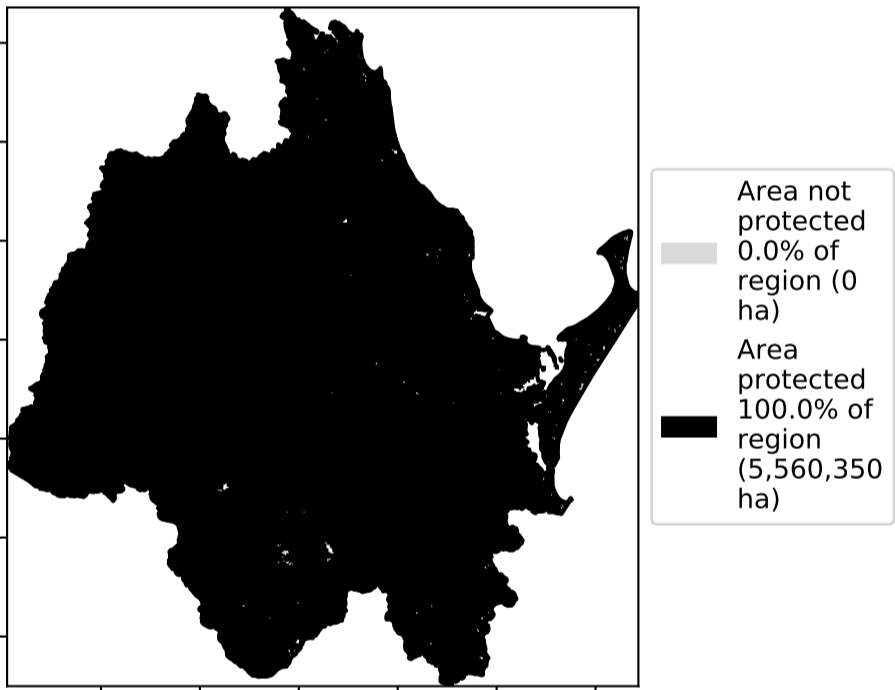 Area not
protected
0.0% of
region (0
ha)
Area
protected
100.0% of
region
(5,560,350
ha)